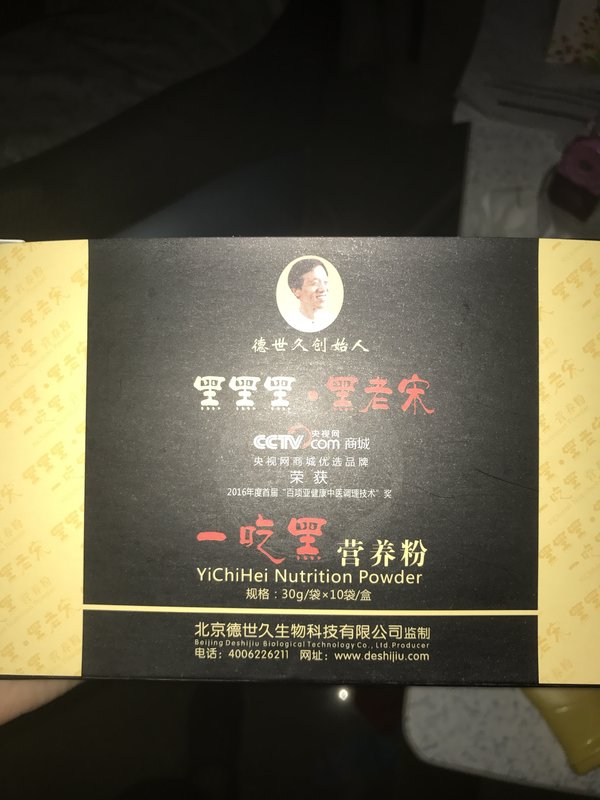 德世久创始人
黑黑黑·黑老宋
央视网
CCTV.com 商城
央视网商城优选品牌
荣获
2016年度首届“百项亚健康中医调理技术”奖
一吃黑 营养粉
YiChiHei Nutrition Powder
规格：30g/袋×10袋/盒
北京德世久生物科技有限公司监制
Beijing Deshijiu Biological Technology Co., Ltd. Producer
电话：4006226211 网址：www.deshijiu.com